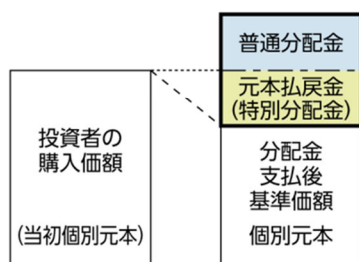 普通分配金
元本払戻金
(特別分配金)
投資者の
購入価額
(当初個別元本)
分配金
支払後
基準価額
個別元本